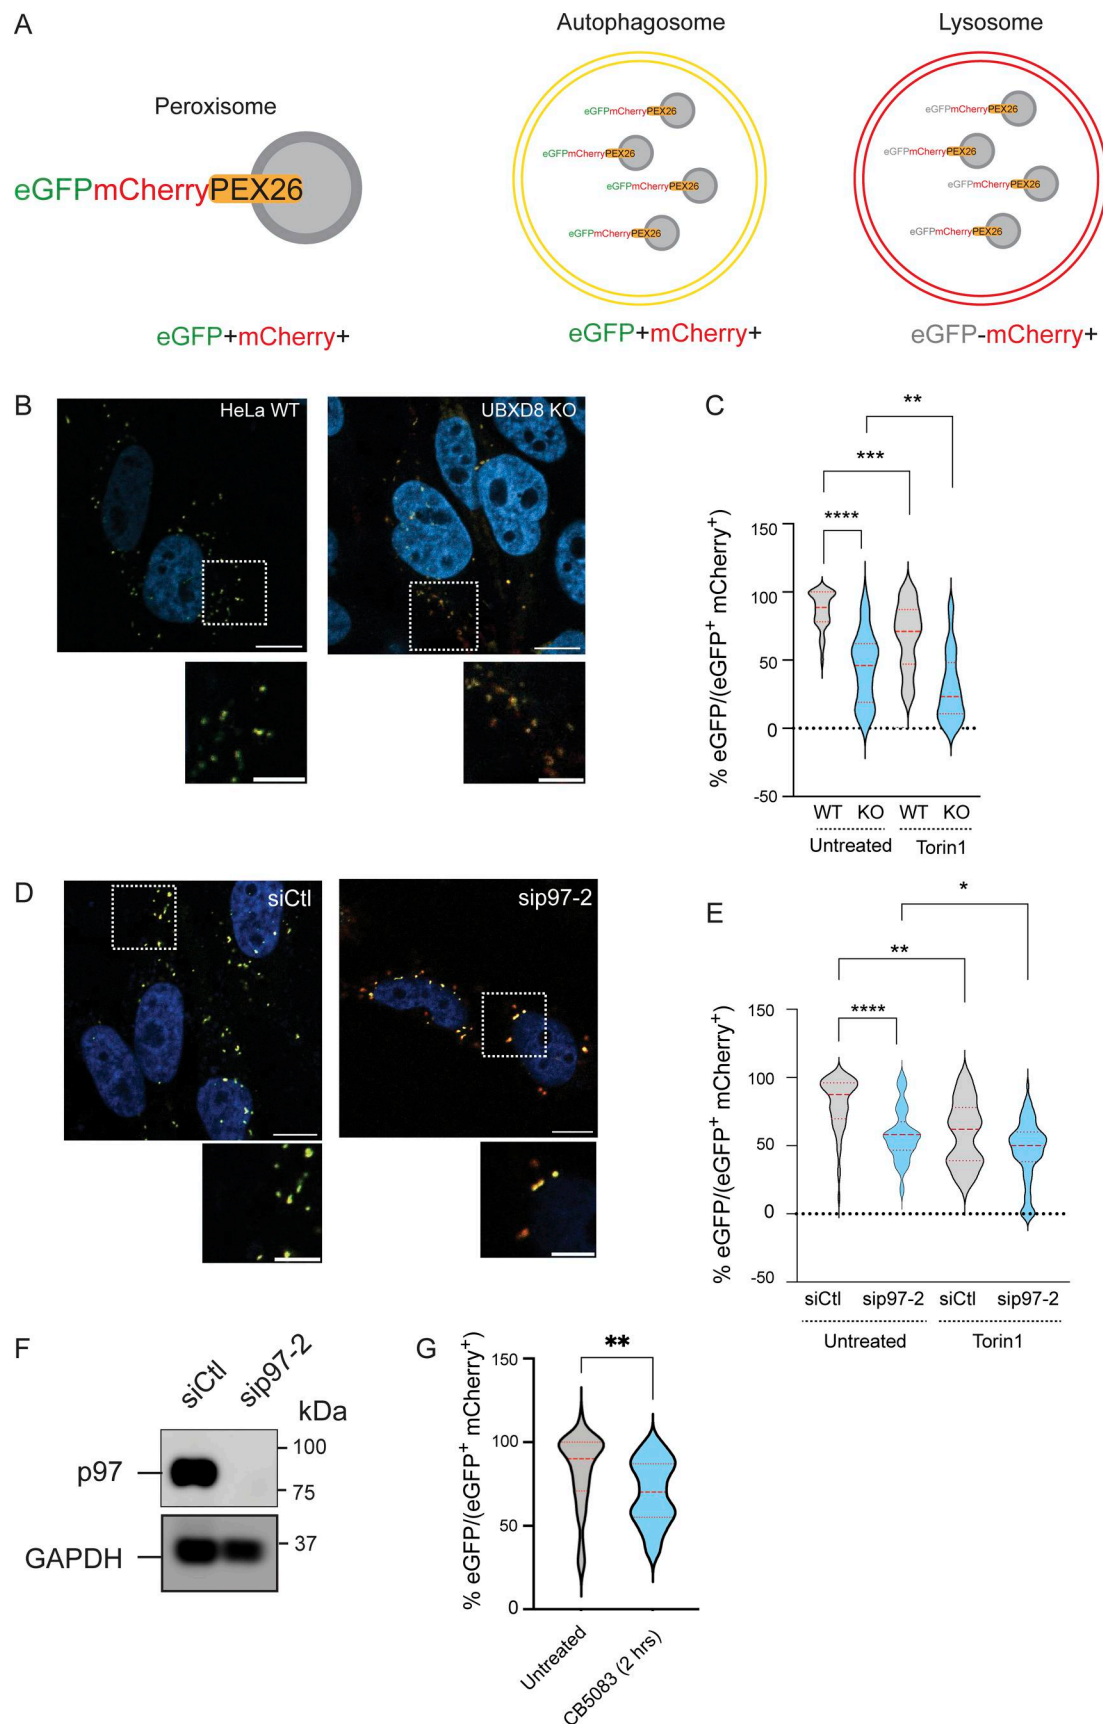 A
Peroxisome
eGFPmCherryPEX26
eGFP+mCherry+
Autophagosome
eGFPmCherryPEX26
eGFPmCherryPEX26
eGFPmCherryPEX26
eGFPmCherryPEX26
eGFP+mCherry+
Lysosome
eGFPmCherryPEX26
eGFPmCherryPEX26
eGFPmCherryPEX26
eGFPmCherryPEX26
eGFP-mCherry+
B
HeLa WT
UBXD8 KO
C
**
***
****
% eGFP/(eGFP+ mCherry+)
150
100
50
0
-50
WT KO WT KO
Untreated Torin1
D
siCtl
sip97-2
E
*
**
****
% eGFP/(eGFP+ mCherry+)
150
100
50
0
-50
siCtl sip97-2 siCtl sip97-2
Untreated Torin1
F
siCtl sip97-2
kDa
p97
100
75
GAPDH
37
G
**
% eGFP/(eGFP+ mCherry+)
150
100
50
0
Untreated
CB5083 (2 hrs)